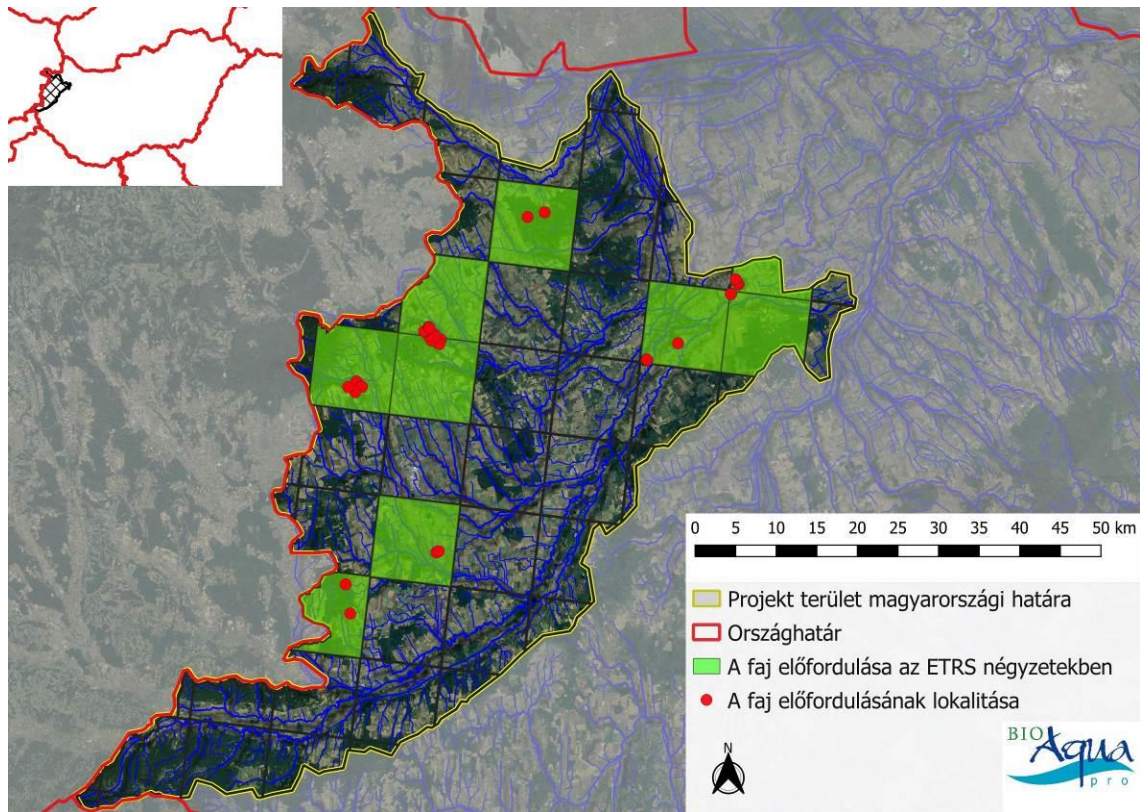 0 5 10 15 20 25 30 35 40 45 50 km
Projekt terület magyarországi határa
Országhatár
A faj előfordulása az ETRS négyzetekben
A faj előfordulásának lokalitása
N
BIO
Aqua
pro